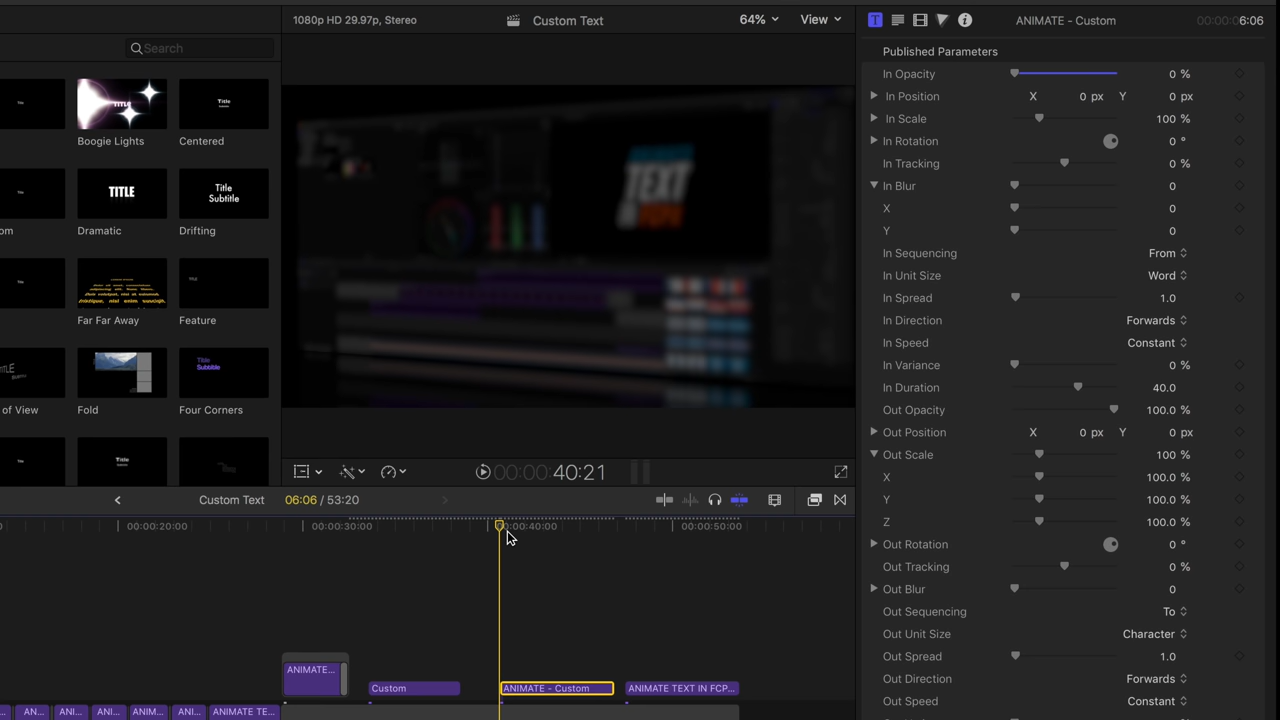 1080p HD 29.97p, Stereo
Custom Text
64%
View
ANIMATE - Custom
00:00:06:06
Search
Published Parameters
In Opacity 0 %
In Position X 0 px Y 0 px
In Scale 100 %
In Rotation 0 °
In Tracking 0 %
In Blur 0
X 0
Y 0
In Sequencing From
In Unit Size Word
In Spread 1.0
In Direction Forwards
In Speed Constant
In Variance 0 %
In Duration 40.0
Out Opacity 100.0 %
Out Position X 0 px Y 0 px
Out Scale 100 %
X 100.0 %
Y 100.0 %
Z 100.0 %
Out Rotation 0 °
Out Tracking 0 %
Out Blur 0
Out Sequencing To
Out Unit Size Character
Out Spread 1.0
Out Direction Forwards
Out Speed Constant
TITLE
Title
Boogie Lights
Centered
TITLE
Title
Subtitle
om
Dramatic
Drifting
Far Far Away
Feature
Title
Subtitle
of View
Fold
Four Corners
Title
TEXT
00:00:40:21
Custom Text
06:06 / 53:20
00:00:20:00
00:00:30:00
00:00:40:00
00:00:50:00
ANIMATE...
Custom
ANIMATE - Custom
ANIMATE TEXT IN FCP...
AN...
ANI...
ANI...
ANIM...
ANI...
ANIMATE TE...